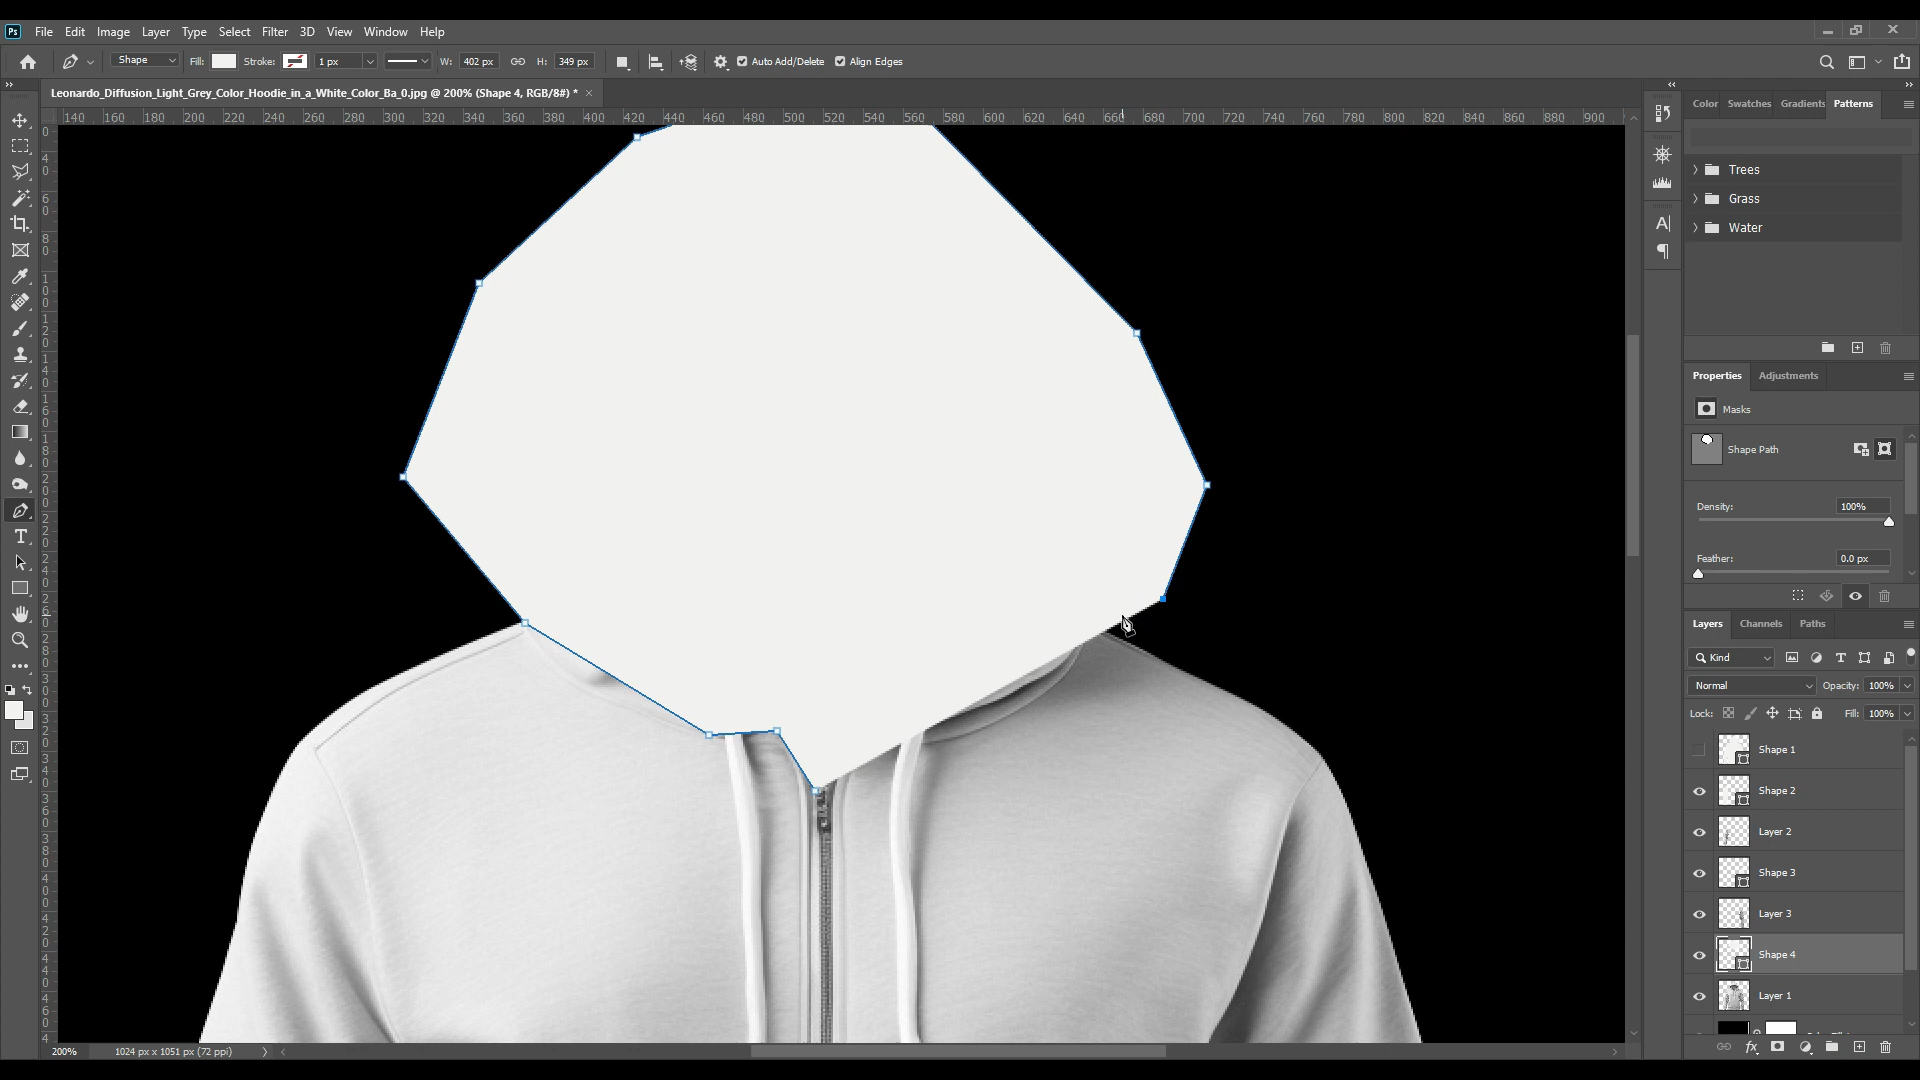 Ps File Edit Image Layer Type Select Filter 3D View Window Help
Shape Fill: Stroke: 1 px W: 402 px H: 349 px Auto Add/Delete Align Edges
Leonardo_Diffusion_Light_Grey_Color_Hoodie_in_a_White_Color_Ba_0.jpg @ 200% (Shape 4, RGB/8#) * ×
140 160 180 200 220 240 260 280 300 320 340 360 380 400 420 440 460 480 500 520 540 560 580 600 620 640 660 680 700 720 740 760 780 800 820 840 860 880 900
Color Swatches Gradients Patterns
Trees
Grass
Water
Properties Adjustments
Masks
Shape Path
Density: 100%
Feather: 0.0 px
Layers Channels Paths
Kind
Normal Opacity: 100%
Lock: Fill: 100%
Shape 1
Shape 2
Layer 2
Shape 3
Layer 3
Shape 4
Layer 1
fx
200% 1024 px x 1051 px (72 ppi)